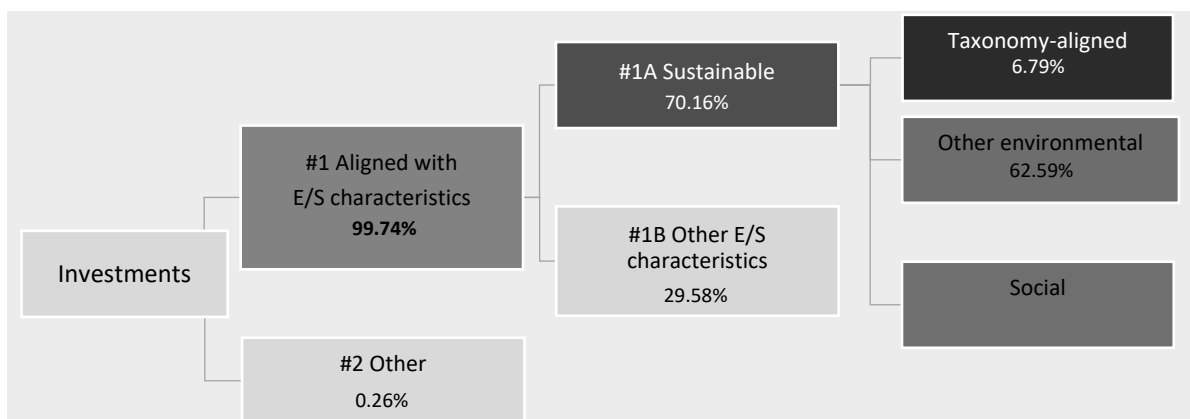 Investments
#1 Aligned with
E/S characteristics
99.74%
#2 Other
0.26%
#1A Sustainable
70.16%
#1B Other E/S
characteristics
29.58%
Taxonomy-aligned
6.79%
Other environmental
62.59%
Social